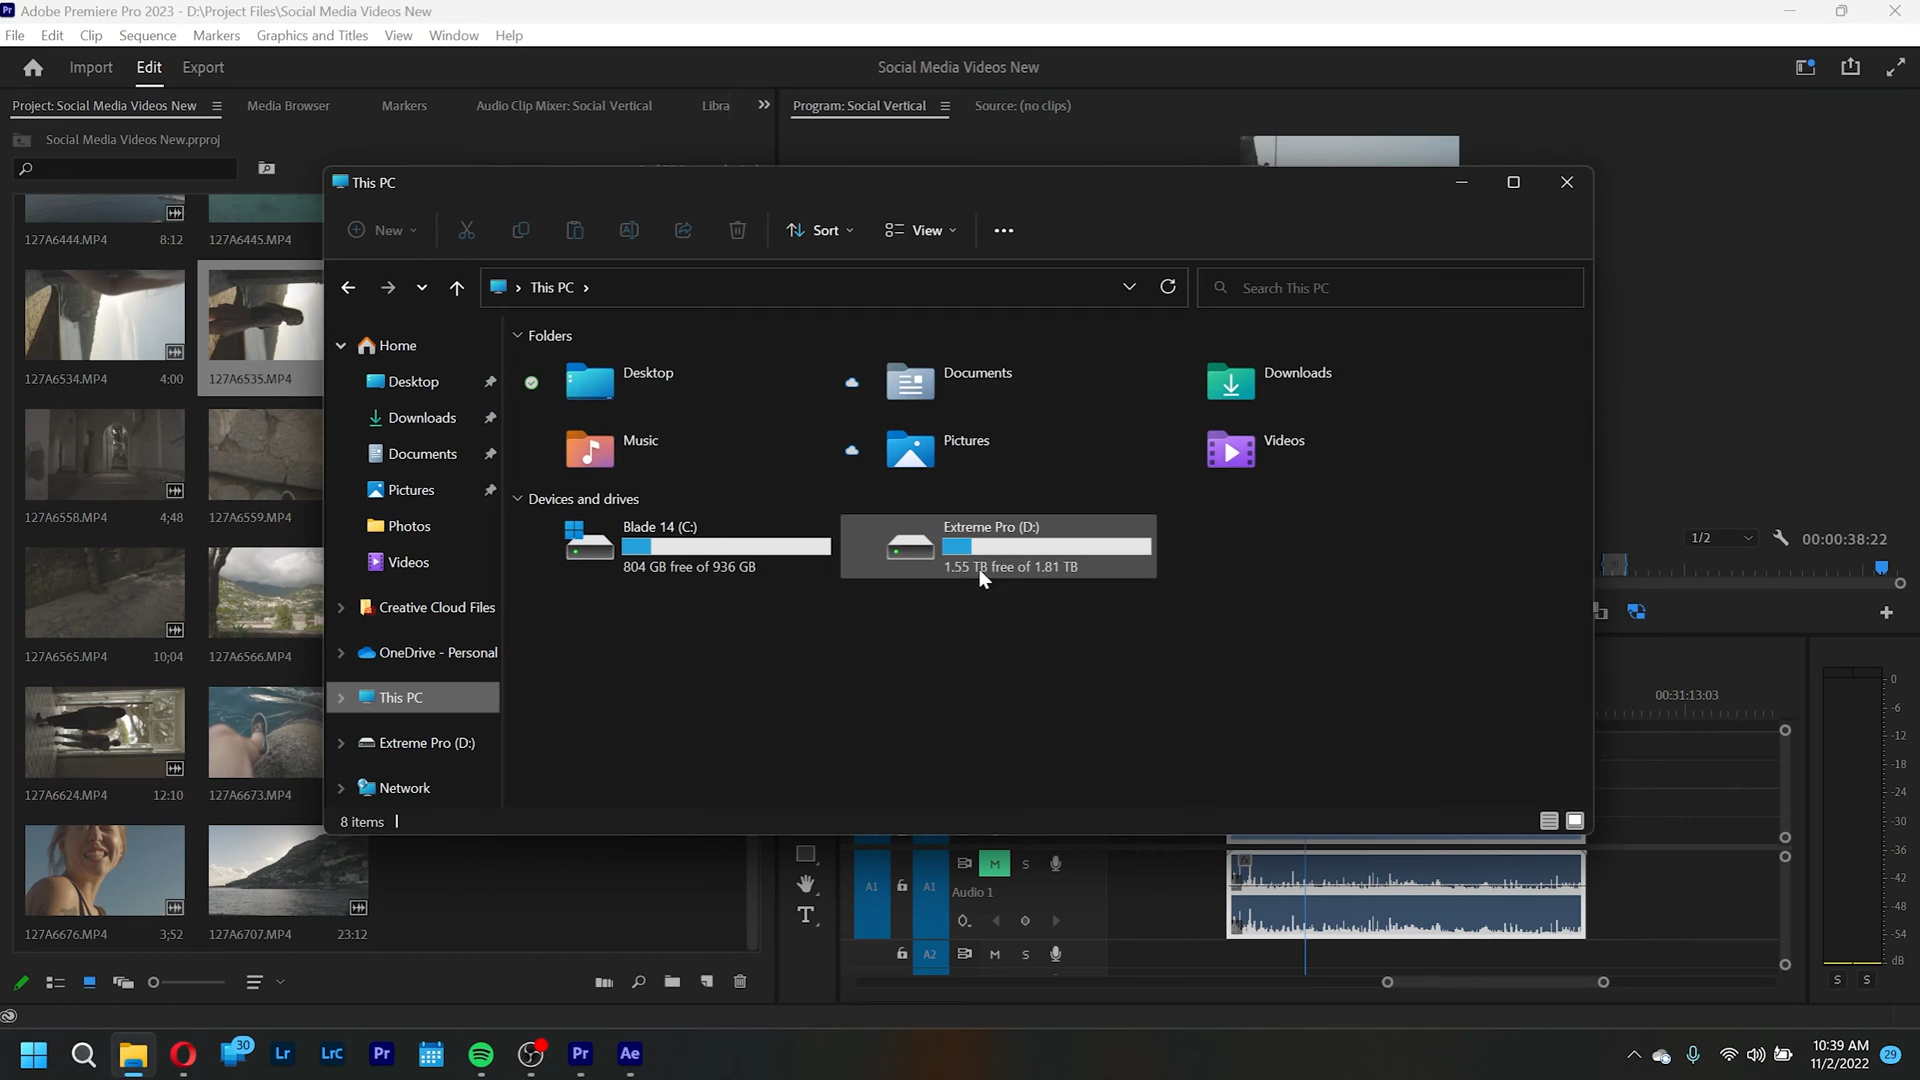 Adobe Premiere Pro 2023 - D:\Project Files\Social Media Videos New
File Edit Clip Sequence Markers Graphics and Titles View Window Help
Import Edit Export
Social Media Videos New
Project: Social Media Videos New
Media Browser
Markers
Audio Clip Mixer: Social Vertical
Libra
Program: Social Vertical
Source: (no clips)
Social Media Videos New.prproj
127A6444.MP4 8:12
127A6445.MP4
127A6534.MP4 4:00
127A6535.MP4
127A6558.MP4 4;48
127A6559.MP4
127A6565.MP4 10;04
127A6566.MP4
127A6624.MP4 12:10
127A6673.MP4
127A6676.MP4 3;52
127A6707.MP4 23:12
This PC
New
Sort
View
This PC
Search This PC
Home
Desktop
Downloads
Documents
Pictures
Photos
Videos
Creative Cloud Files
OneDrive - Personal
This PC
Extreme Pro (D:)
Network
Folders
Desktop
Documents
Downloads
Music
Pictures
Videos
Devices and drives
Blade 14 (C:)
804 GB free of 936 GB
Extreme Pro (D:)
1.55 TB free of 1.81 TB
8 items
1/2
00:00:38:22
00:31:13:03
A1
A1
M
S
Audio 1
A2
M
S
T
0
-6
-12
-18
-24
-30
-36
-42
-48
-54
dB
S S
30
Lr
LrC
Pr
Pr
Ae
10:39 AM
11/2/2022
29